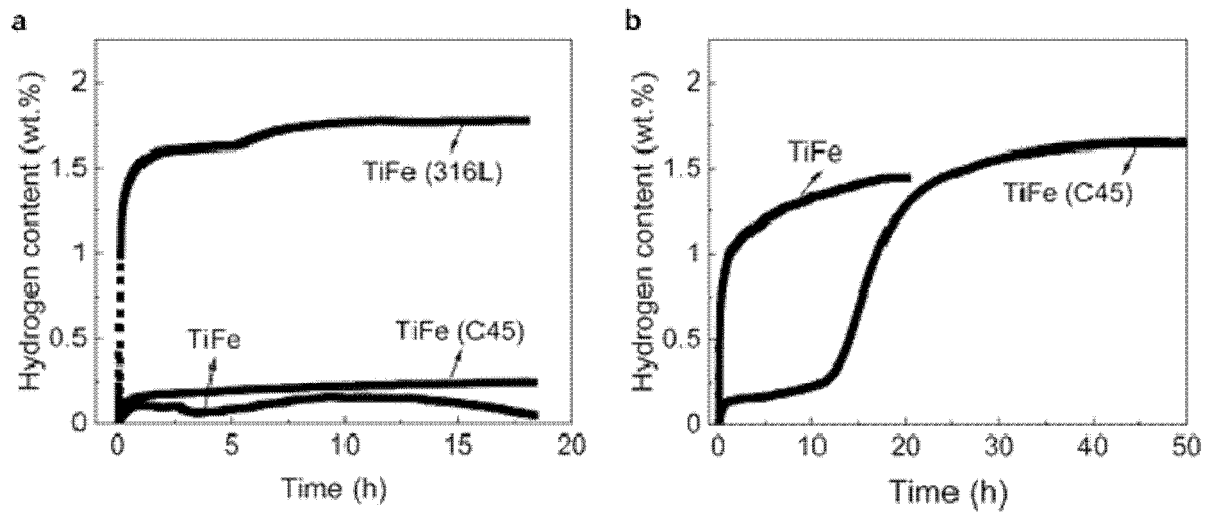 a
Hydrogen content (wt.%)
2
1.5
1
0.5
0
TiFe (316L)
TiFe (C45)
TiFe
0 5 10 15 20
Time (h)
b
Hydrogen content (wt.%)
2
1.5
1
0.5
0
TiFe
TiFe (C45)
0 10 20 30 40 50
Time (h)